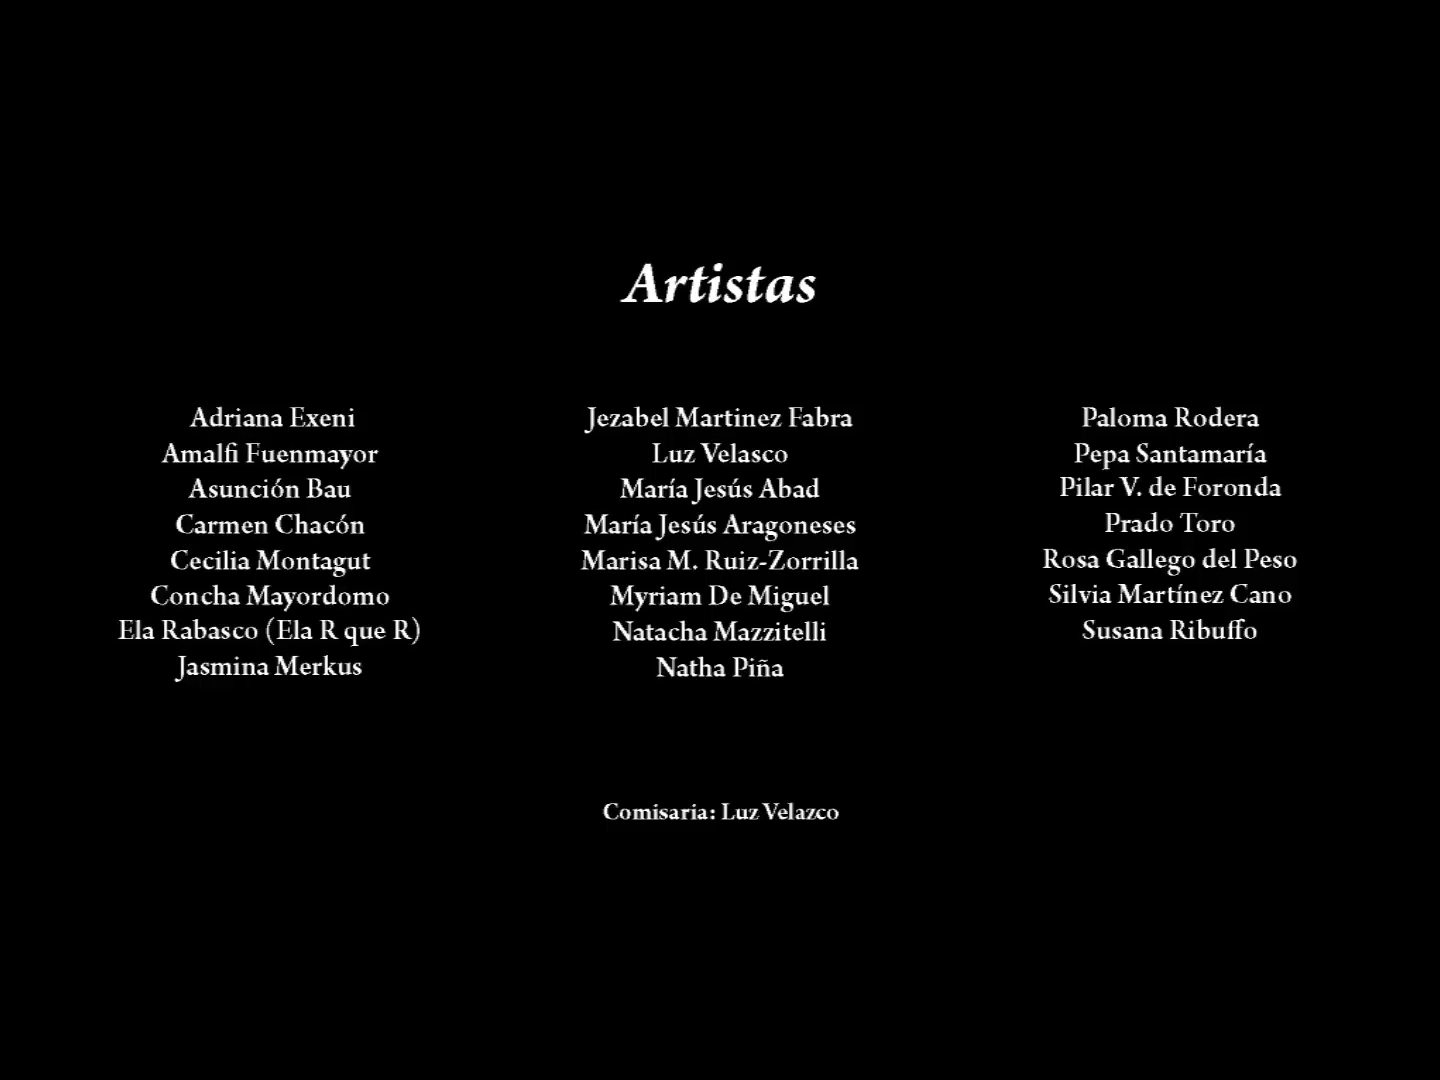 Artistas
Adriana Exeni
Amalfi Fuenmayor
Asunción Bau
Carmen Chacón
Cecilia Montagut
Concha Mayordomo
Ela Rabasco (Ela R que R)
Jasmina Merkus
Jezabel Martinez Fabra
Luz Velasco
María Jesús Abad
María Jesús Aragoneses
Marisa M. Ruiz-Zorrilla
Myriam De Miguel
Natacha Mazzitelli
Natha Piña
Paloma Rodera
Pepa Santamaría
Pilar V. de Foronda
Prado Toro
Rosa Gallego del Peso
Silvia Martínez Cano
Susana Ribuffo
Comisaria: Luz Velazco